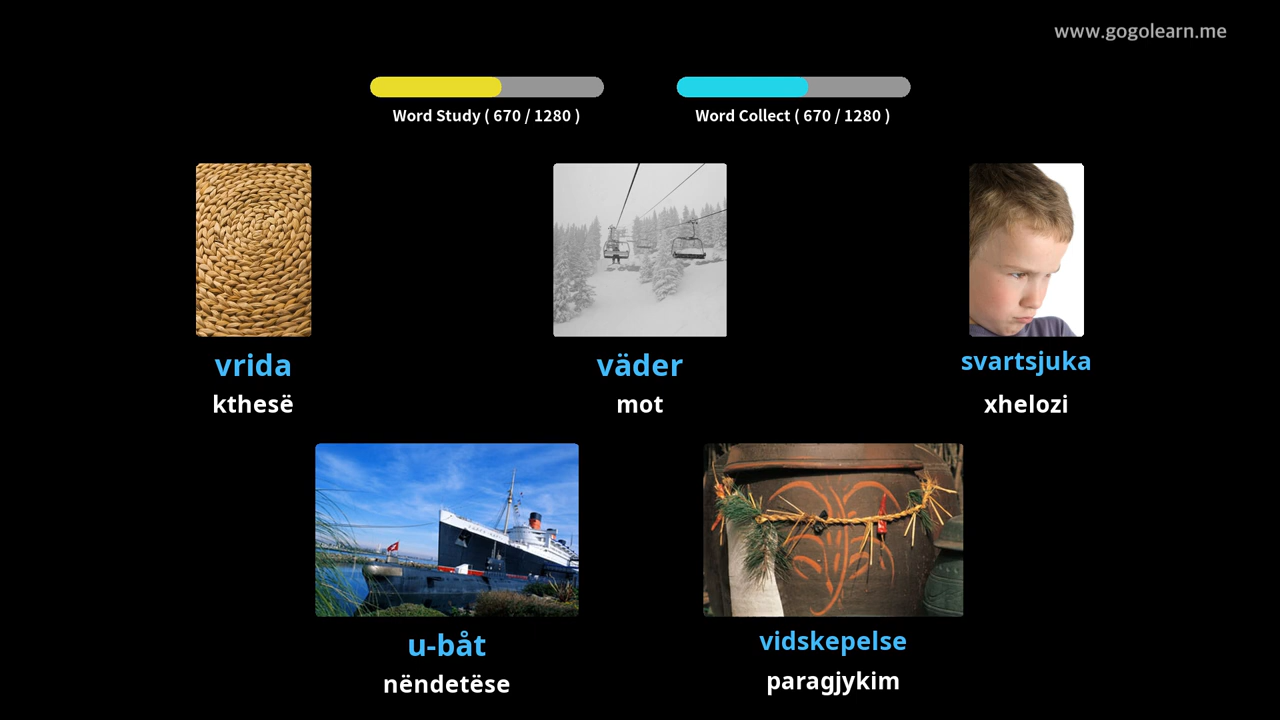 www.gogolearn.me
Word Study ( 670 / 1280 )
Word Collect ( 670 / 1280 )
vrida
kthesë
väder
mot
svartsjuka
xhelozi
u-båt
nëndetëse
vidskepelse
paragjykim